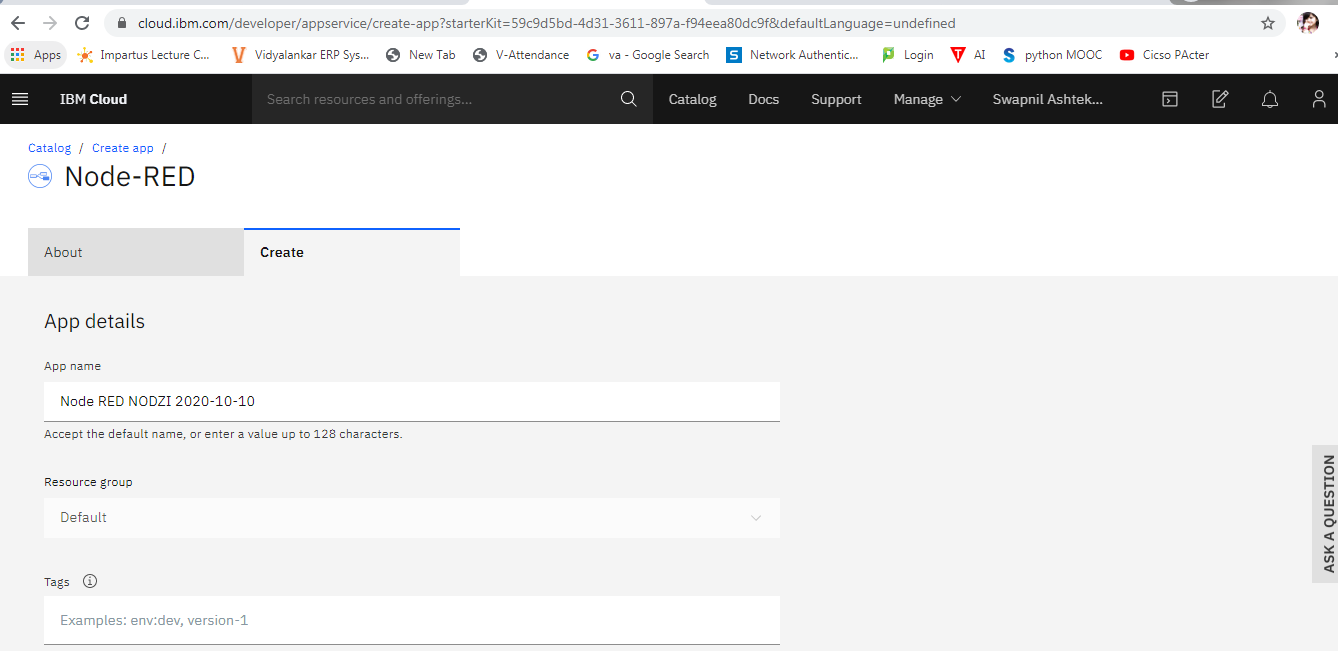 cloud.ibm.com/developer/appservice/create-app?starterKit=59c9d5bd-4d31-3611-897a-f94eea80dc9f&defaultLanguage=undefined
Apps Impartus Lecture C... Vidyalankar ERP Sys... New Tab V-Attendance va - Google Search Network Authentic... Login AI python MOOC Cicso PActer
IBM Cloud Search resources and offerings... Catalog Docs Support Manage Swapnil Ashtek...
Catalog / Create app /
Node-RED
About Create
App details
App name
Node RED NODZI 2020-10-10
Accept the default name, or enter a value up to 128 characters.
Resource group
Default
Tags
Examples: env:dev, version-1
ASK A QUESTION